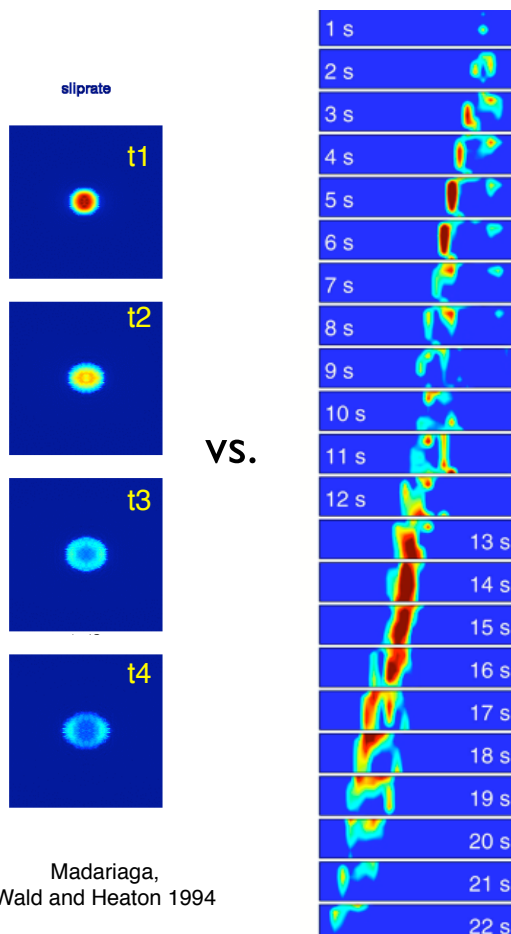 sliprate
t1
t2
t3
t4
Madariaga,
Wald and Heaton 1994
vs.
1 s
2 s
3 s
4 s
5 s
6 s
7 s
8 s
9 s
10 s
11 s
12 s
13 s
14 s
15 s
16 s
17 s
18 s
19 s
20 s
21 s
22 s